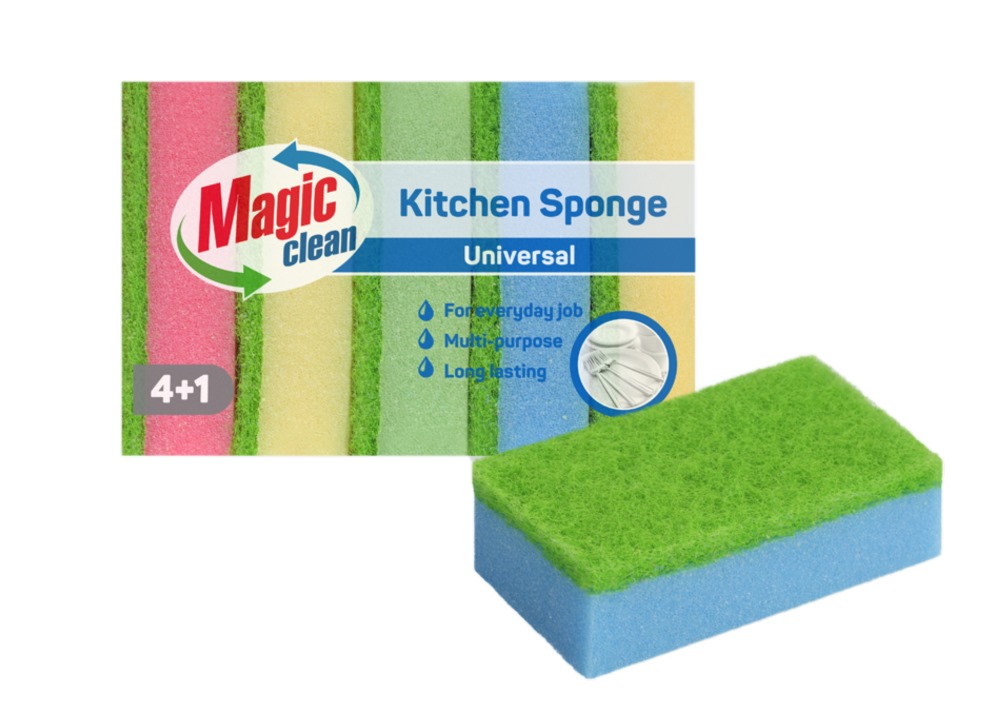 Magic
clean
Kitchen Sponge
Universal
For everyday job
Multi-purpose
Long lasting
4+1